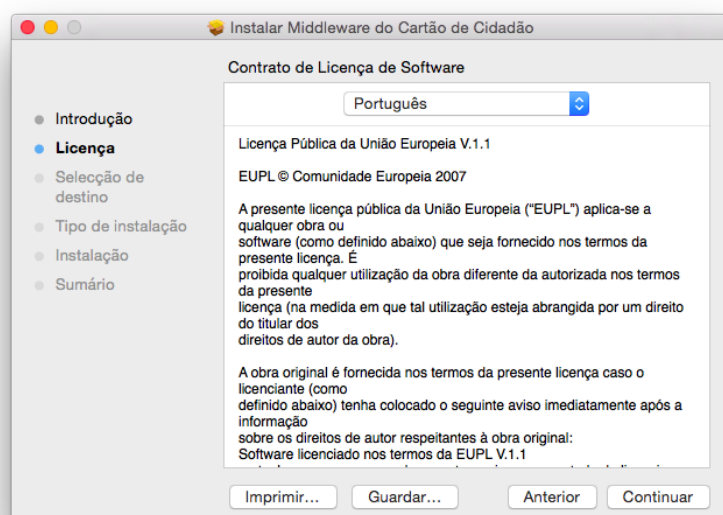 Instalar Middleware do Cartão de Cidadão
Contrato de Licença de Software
Introdução
Licença
Selecção de
destino
Tipo de instalação
Instalação
Sumário
Português
Licença Pública da União Europeia V.1.1
EUPL © Comunidade Europeia 2007
A presente licença pública da União Europeia (“EUPL”) aplica-se a
qualquer obra ou
software (como definido abaixo) que seja fornecido nos termos da
presente licença. É
proibida qualquer utilização da obra diferente da autorizada nos termos
da presente
licença (na medida em que tal utilização esteja abrangida por um direito
do titular dos
direitos de autor da obra).
A obra original é fornecida nos termos da presente licença caso o
licenciante (como
definido abaixo) tenha colocado o seguinte aviso imediatamente após a
informação
sobre os direitos de autor respeitantes à obra original:
Software licenciado nos termos da EUPL V.1.1
Imprimir...
Guardar...
Anterior
Continuar